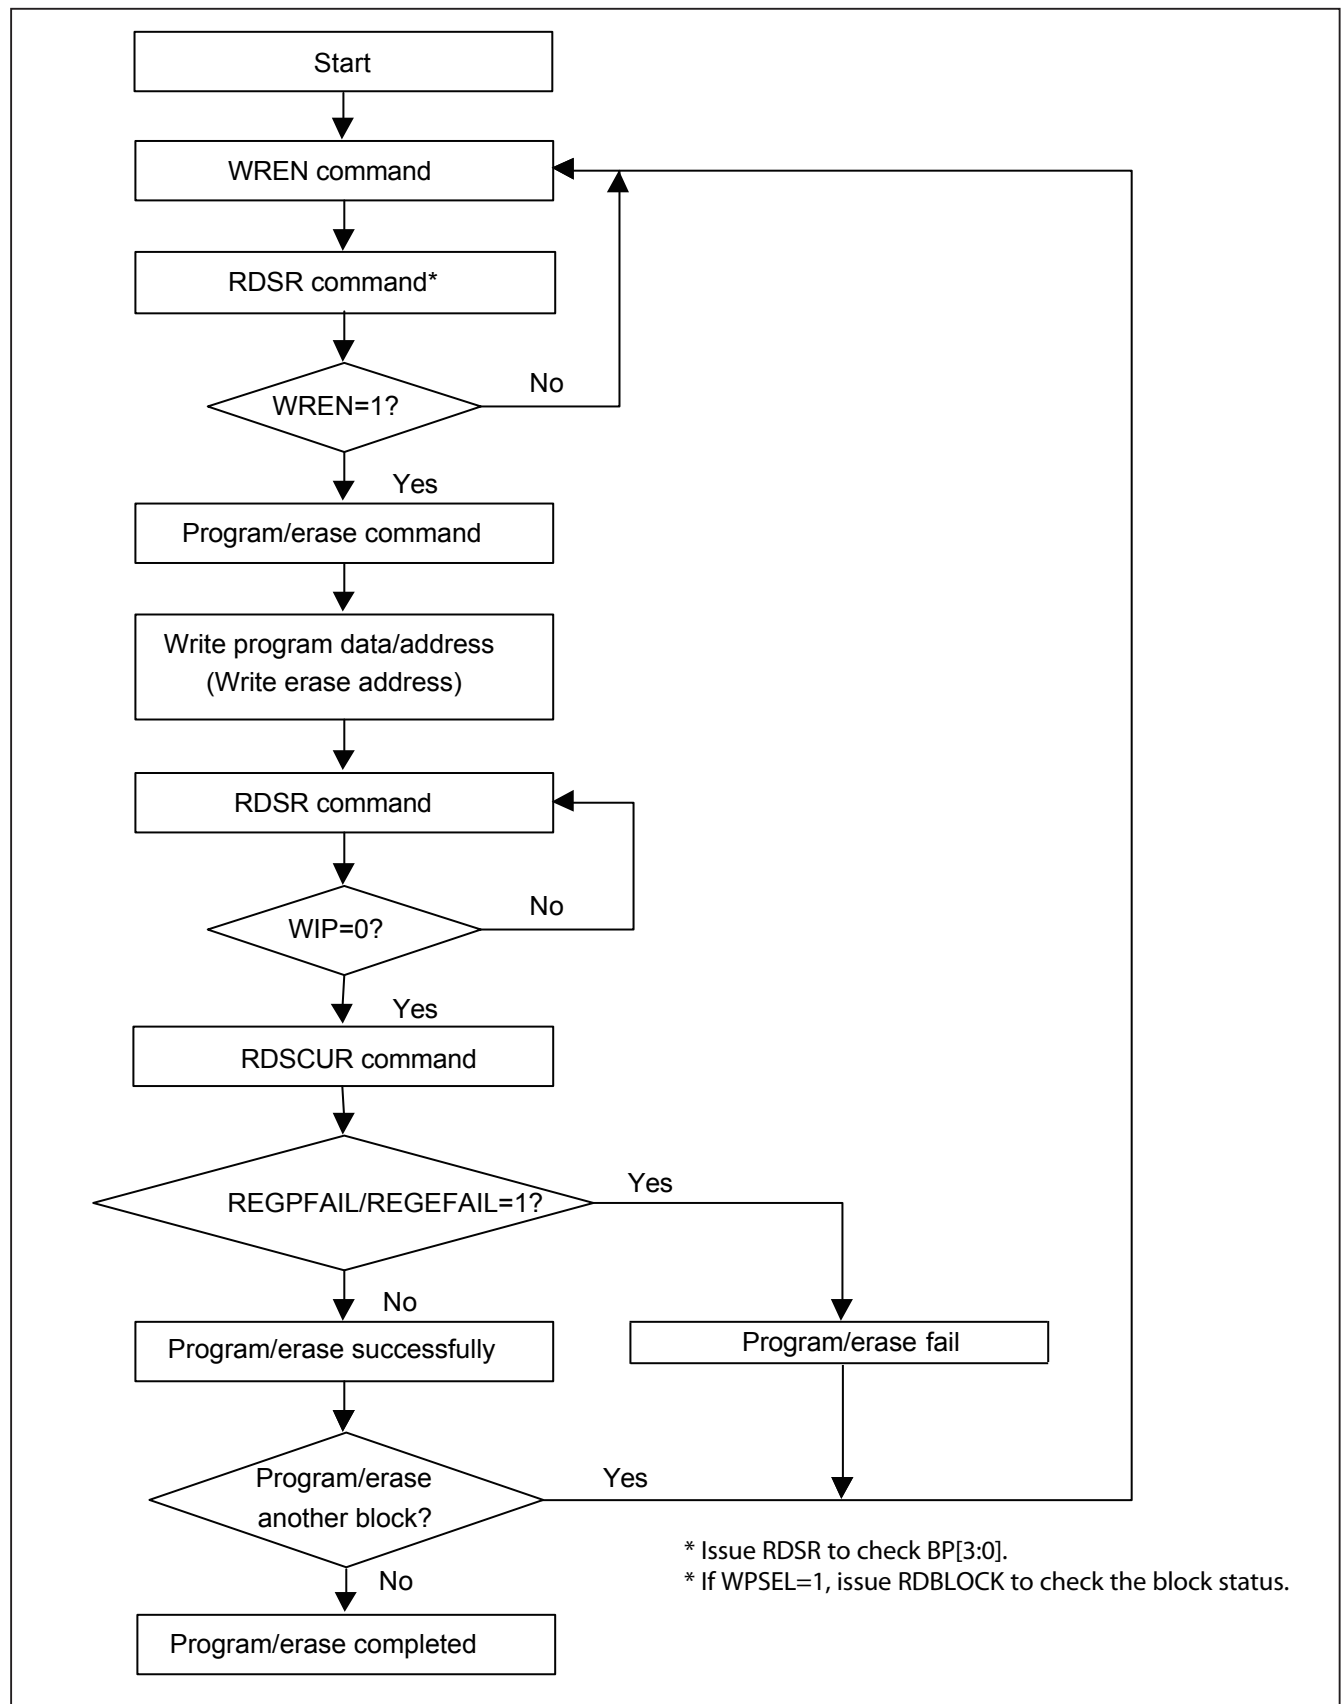 Start
WREN command
RDSR command*
WREN=1?
No
Yes
Program/erase command
Write program data/address
(Write erase address)
RDSR command
WIP=0?
No
Yes
RDSCUR command
REGPFAIL/REGEFAIL=1?
Yes
No
Program/erase successfully
Program/erase fail
Program/erase
another block?
Yes
No
* Issue RDSR to check BP[3:0].
* If WPSEL=1, issue RDBLOCK to check the block status.
Program/erase completed